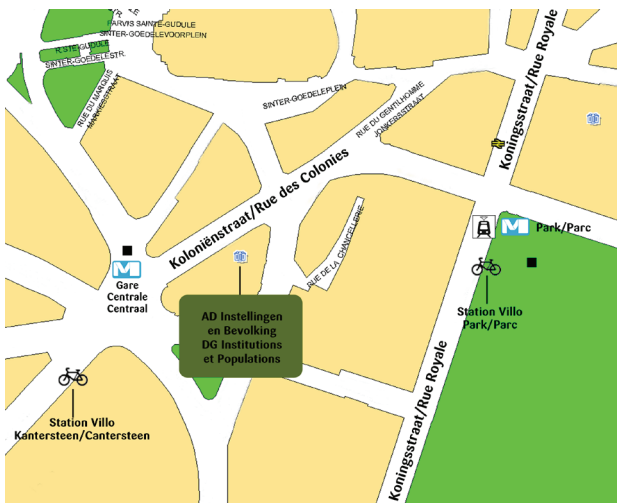 PARVIS SAINTE-GUDULE
SINTER-GOEDELEVOORPLEIN
R.STE-GUDULE
SINTER-GOEDELESTR.
RUE DU MARQUIS
MARKIESSTRAAT
SINTER-GOEDELEPLEIN
RUE DU GENTILHOMME
JONKERSSTRAAT
Koningsstraat/Rue Royale
Koloniënstraat/Rue des Colonies
RUE DE LA CHANCELLERIE
M
Park/Parc
M
Gare
Centrale
Centraal
Station Villo
Park/Parc
AD Instellingen
en Bevolking
DG Institutions
et Populations
Koningsstraat/Rue Royale
Station Villo
Kantersteen/Cantersteen